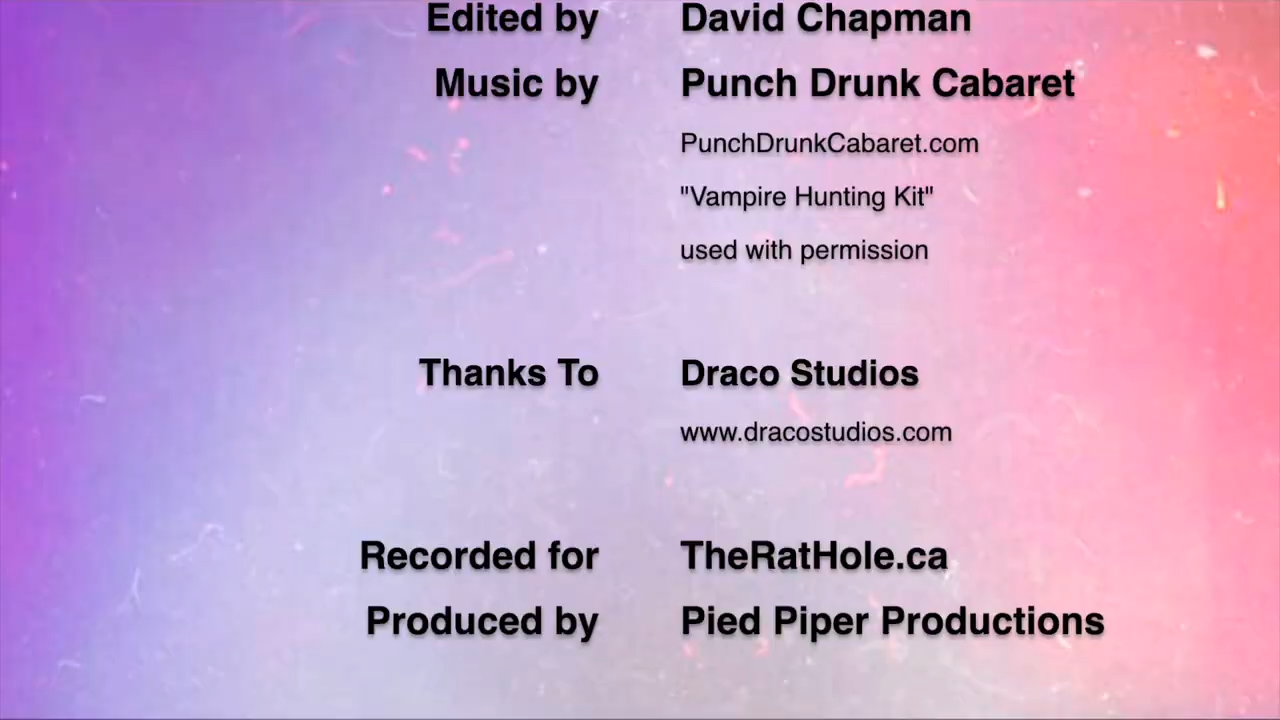 Edited by David Chapman
Music by Punch Drunk Cabaret
PunchDrunkCabaret.com
"Vampire Hunting Kit"
used with permission
Thanks To Draco Studios
www.dracostudios.com
Recorded for TheRatHole.ca
Produced by Pied Piper Productions